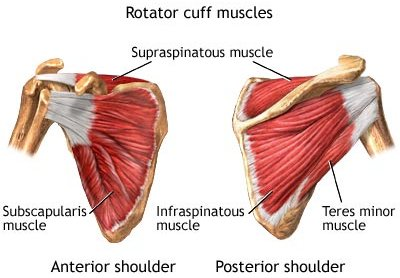 Rotator cuff muscles
Supraspinatous muscle
Subscapularis
muscle
Infraspinatous
muscle
Teres minor
muscle
Anterior shoulder
Posterior shoulder